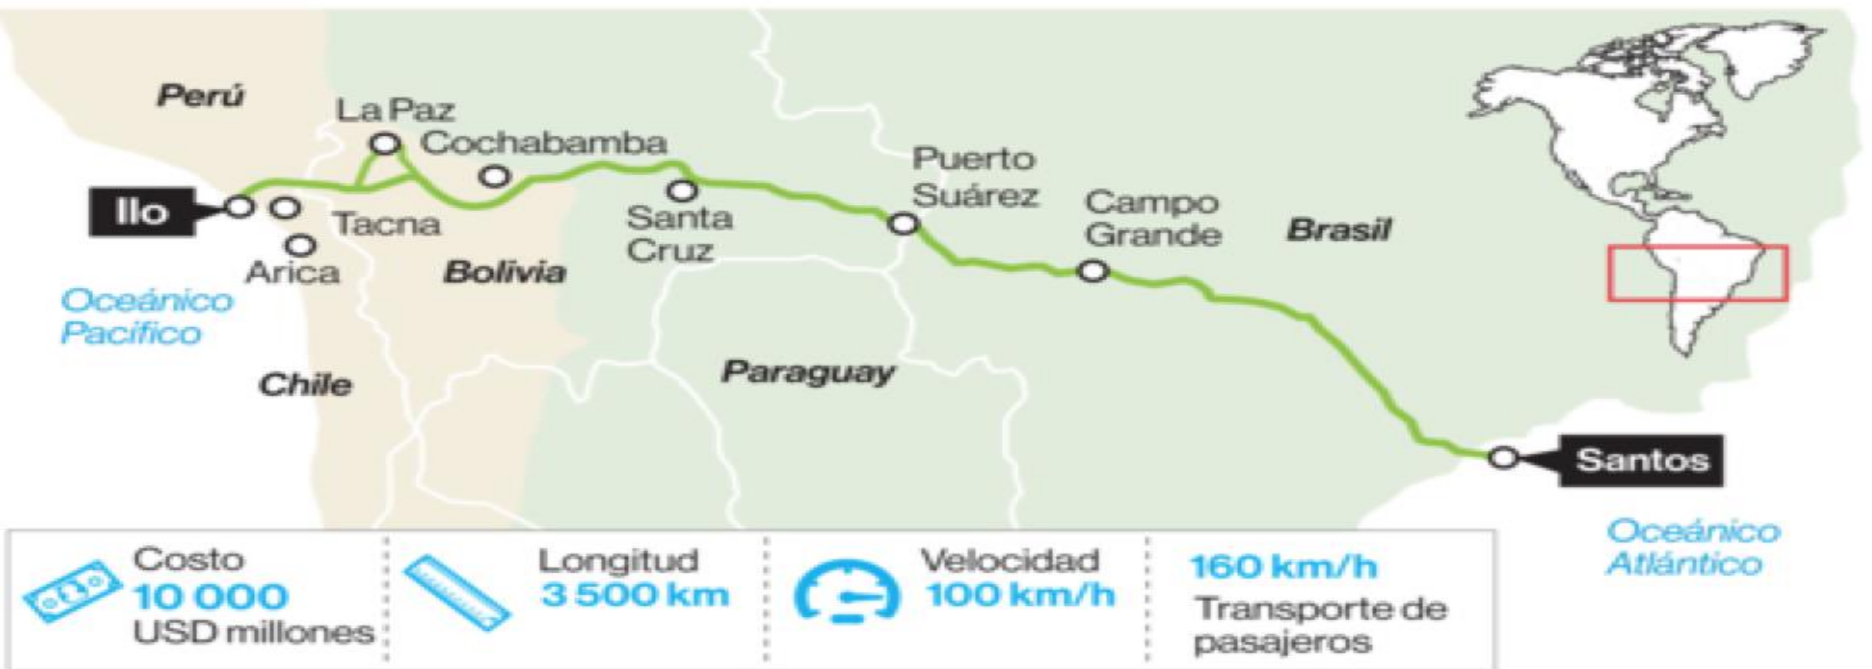 Perú
La Paz
Cochabamba
Ilo
Tacna
Arica
Bolivia
Santa
Cruz
Puerto
Suárez
Campo
Grande
Brasil
Oceánico
Pacífico
Chile
Paraguay
Santos
Oceánico
Atlántico
Costo
10 000
USD millones
Longitud
3 500 km
Velocidad
100 km/h
160 km/h
Transporte de
pasajeros